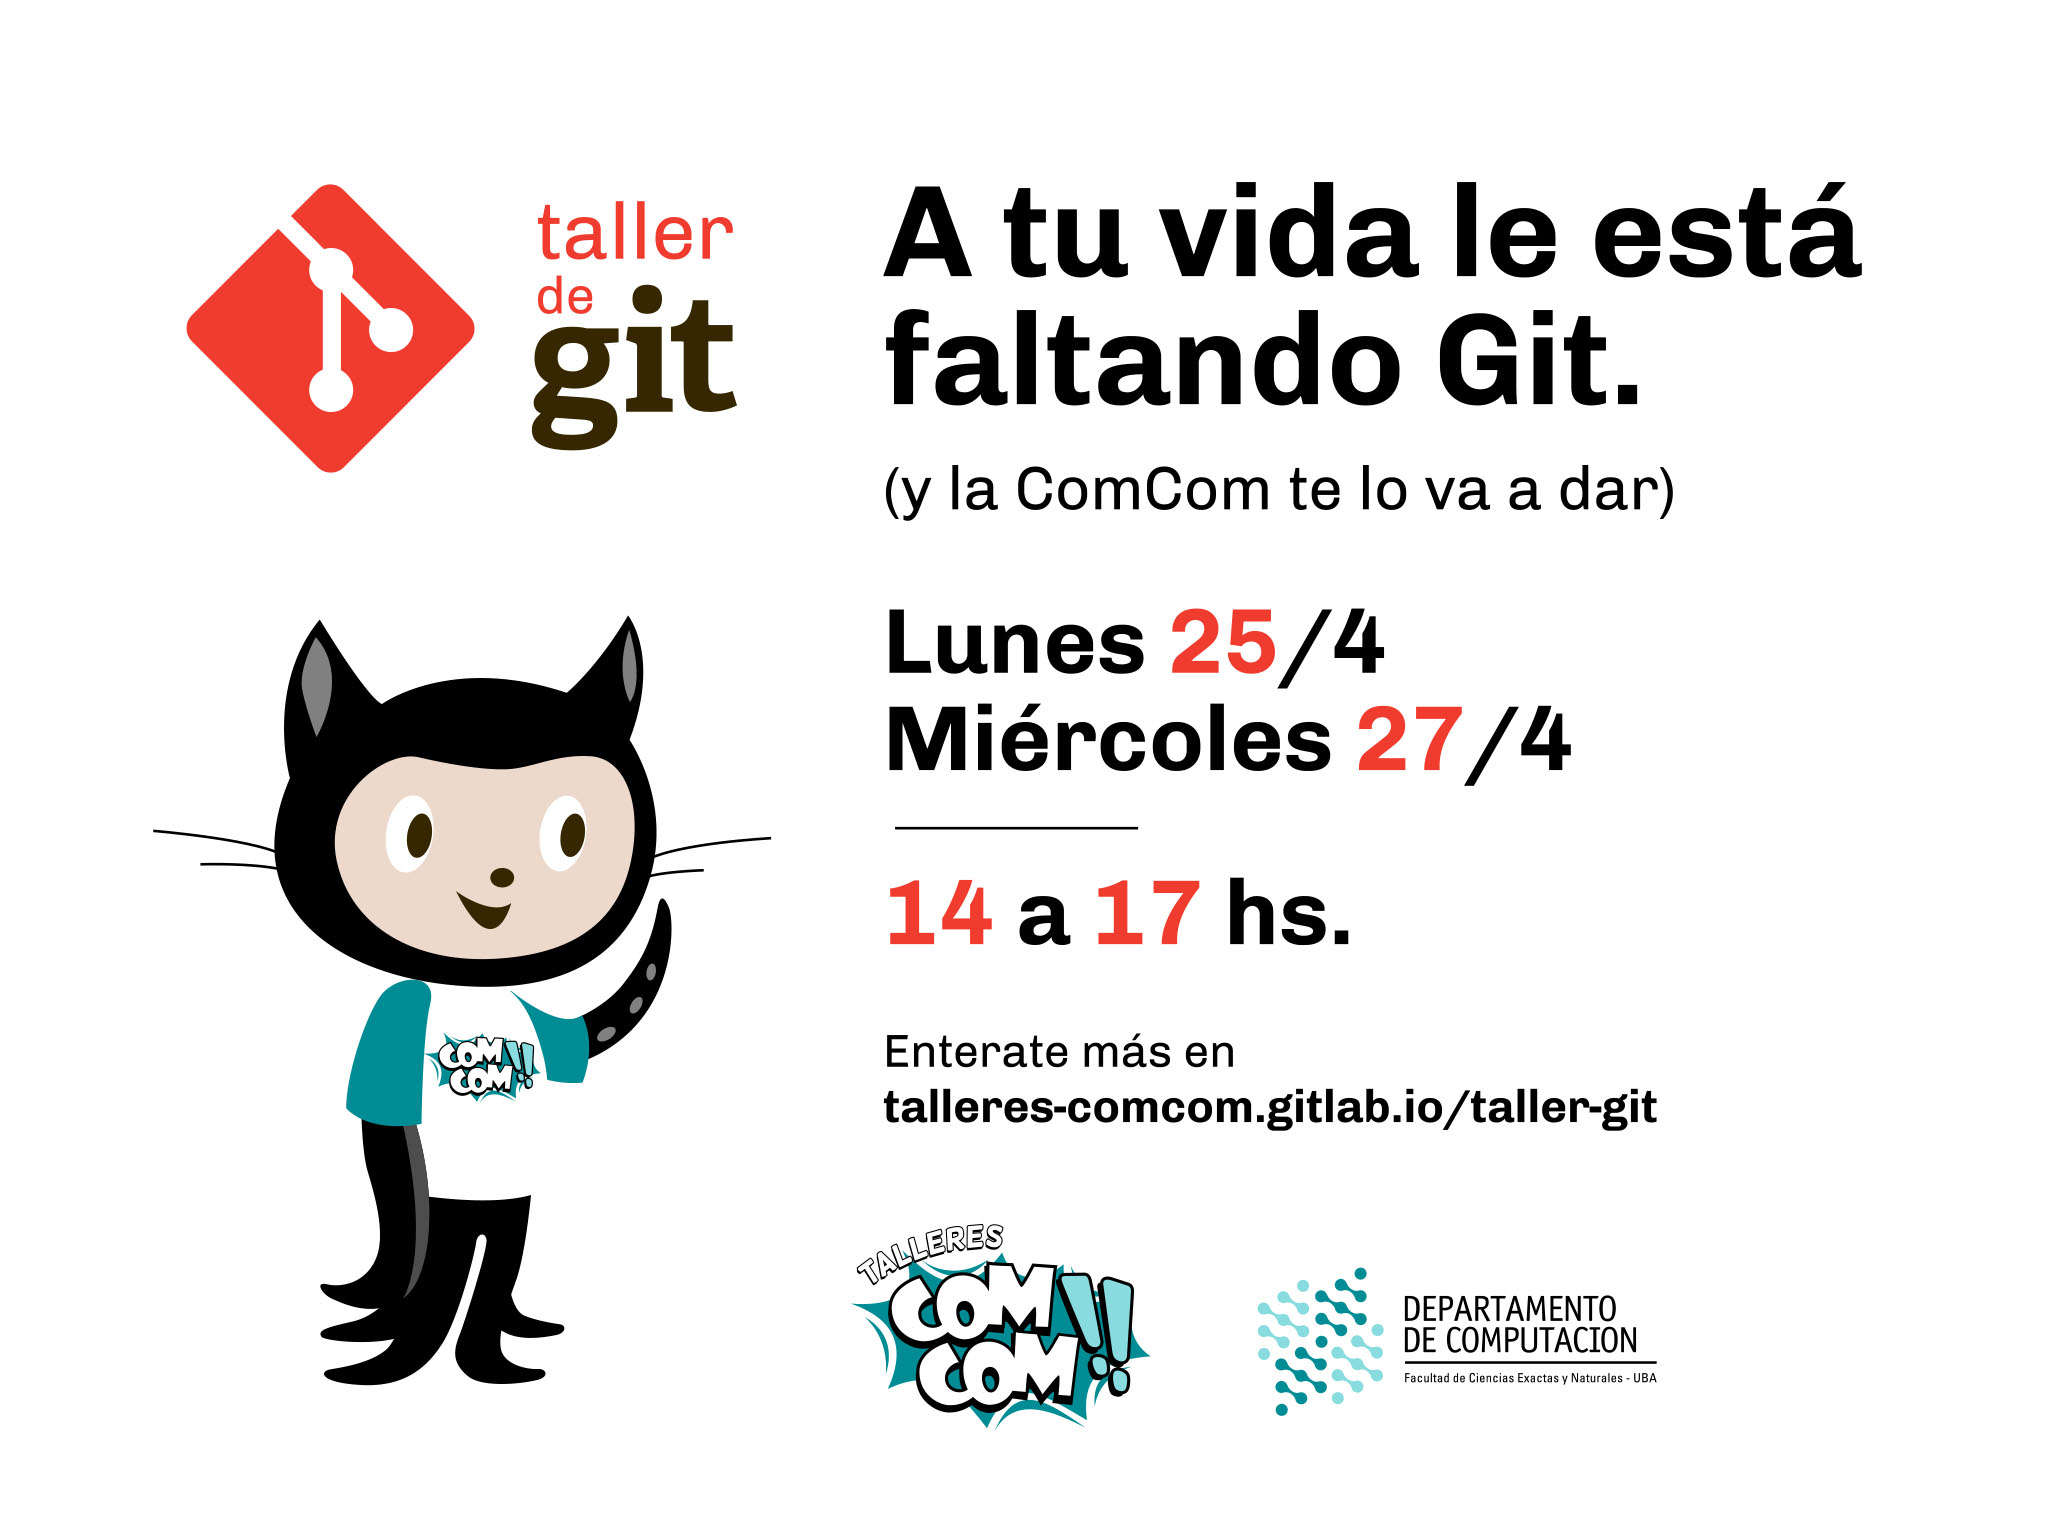 taller
de
git
A tu vida le está
faltando Git.
(y la ComCom te lo va a dar)
Lunes 25/4
Miércoles 27/4
14 a 17 hs.
Enterate más en
talleres-comcom.gitlab.io/taller-git
COM
COM!!
TALLERES
COM
COM!!
DEPARTAMENTO
DE COMPUTACION
Facultad de Ciencias Exactas y Naturales - UBA